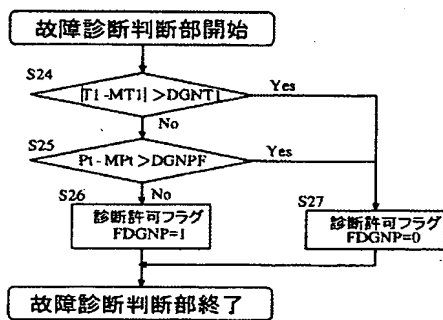 故障診断判断部開始
S24
|T1-MT1|>DGNT1
Yes
No
S25
Pt-MPt>DGNPF
Yes
No
S26
診断許可フラグ
FDGNP=1
S27
診断許可フラグ
FDGNP=0
故障診断判断部終了